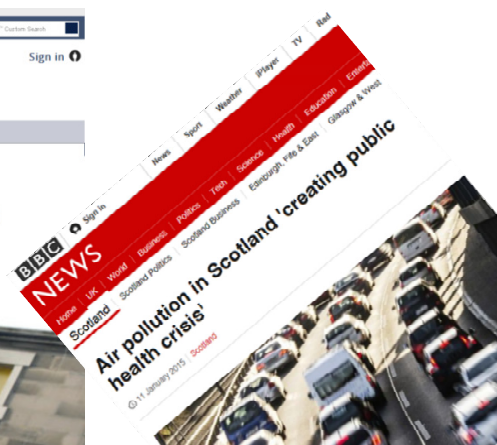 Custom Search
Sign in
BBC
Sign in
News
Sport
Weather
iPlayer
TV
Rad
NEWS
Home
UK
World
Business
Politics
Tech
Science
Health
Education
Enterta
Scotland
Scotland Politics
Scotland Business
Edinburgh, Fife & East
Glasgow & West
Air pollution in Scotland 'creating public
health crisis'
11 January 2015
Scotland